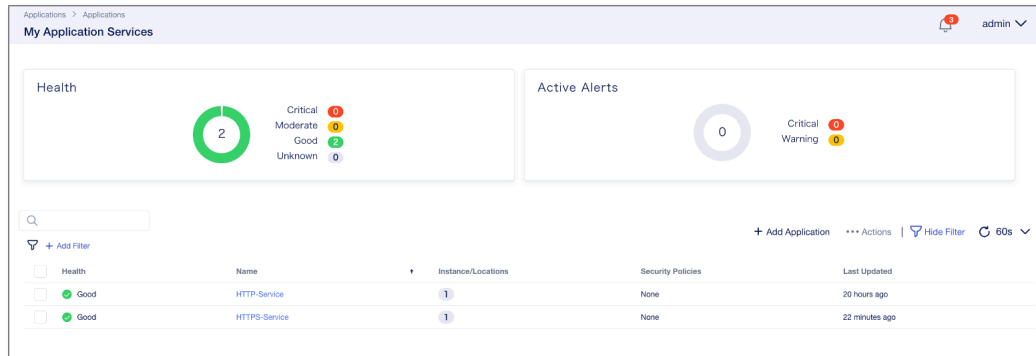 Applications > Applications
My Application Services
3
admin
Health
2
Critical 0
Moderate 0
Good 2
Unknown 0
Active Alerts
0
Critical 0
Warning 0
+ Add Application ••• Actions | Hide Filter 60s
+ Add Filter
Health Name Instance/Locations Security Policies Last Updated
Good HTTP-Service 1 None 20 hours ago
Good HTTPS-Service 1 None 22 minutes ago